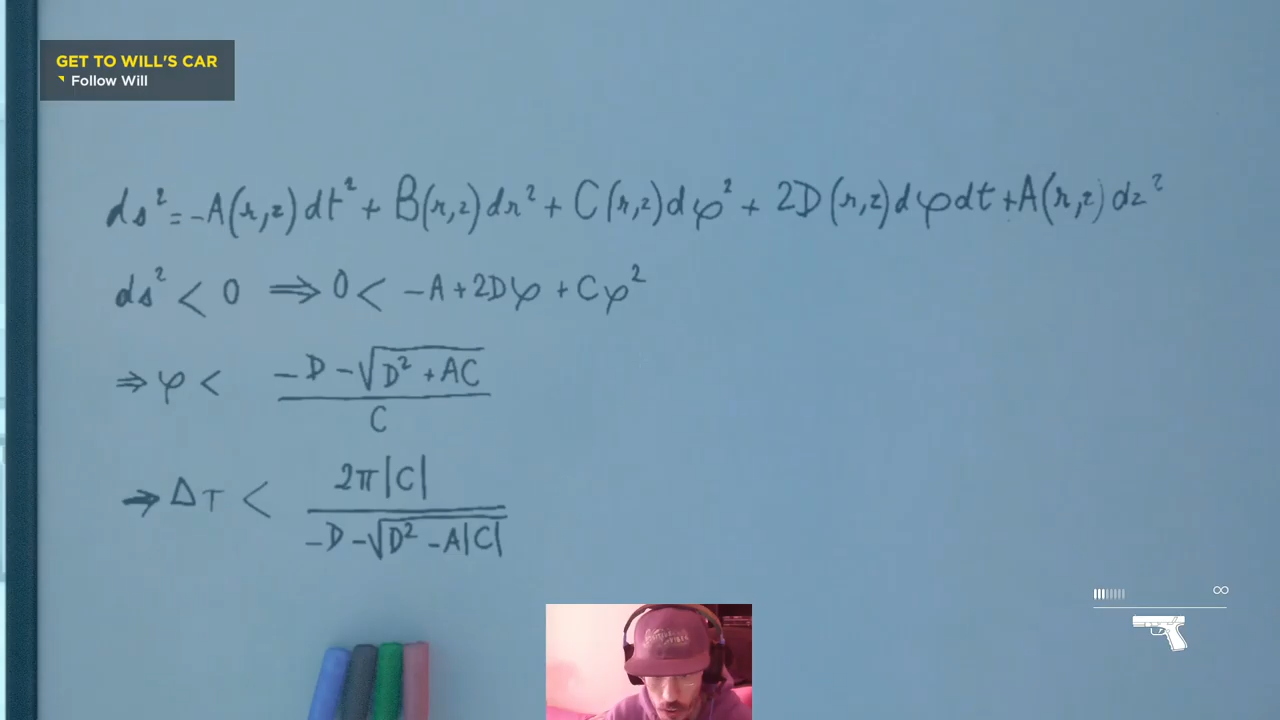 GET TO WILL'S CAR
Follow Will
ds² = -A(r,z)dt² + B(r,z)dr² + C(r,z)dφ² + 2D(r,z)dφdt + A(r,z)dz²
ds² < 0 ⟹ 0 < -A + 2Dφ + Cφ²
⇒ φ < (-D - √(D² + AC)) / C
⇒ ΔT < 2π|C| / (-D - √(D² - A|C|))
∞